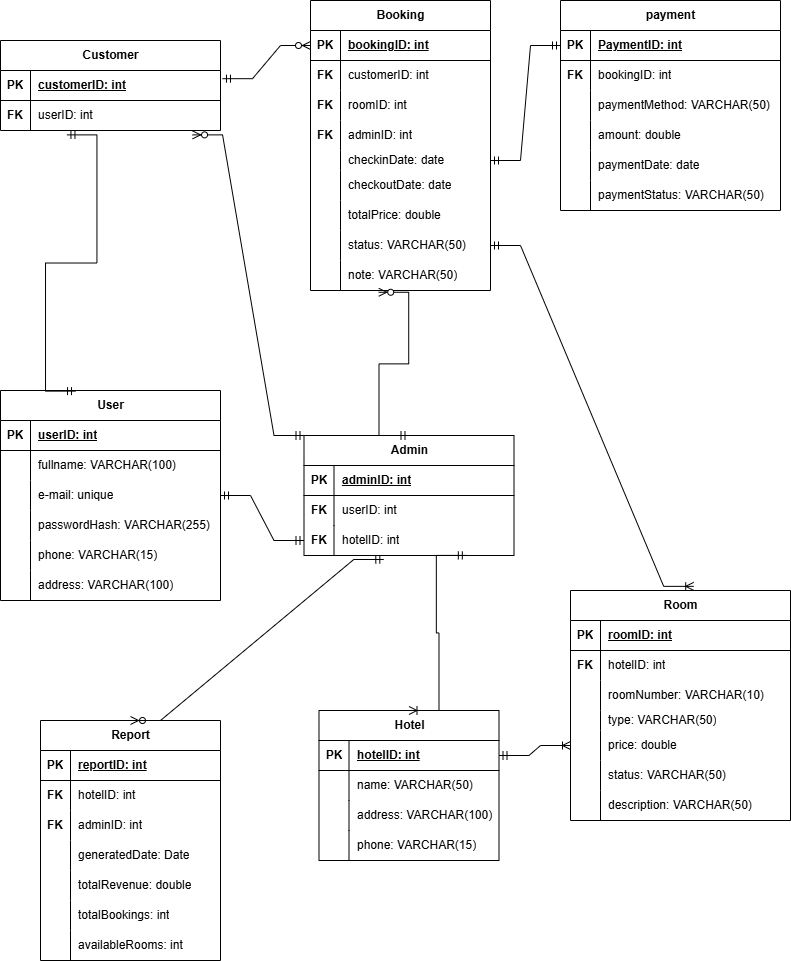 Customer
PK customerID: int
FK userID: int
Booking
PK bookingID: int
FK customerID: int
FK roomID: int
FK adminID: int
checkinDate: date
checkoutDate: date
totalPrice: double
status: VARCHAR(50)
note: VARCHAR(50)
payment
PK PaymentID: int
FK bookingID: int
paymentMethod: VARCHAR(50)
amount: double
paymentDate: date
paymentStatus: VARCHAR(50)
User
PK userID: int
fullname: VARCHAR(100)
e-mail: unique
passwordHash: VARCHAR(255)
phone: VARCHAR(15)
address: VARCHAR(100)
Admin
PK adminID: int
FK userID: int
FK hotelID: int
Room
PK roomID: int
FK hotelID: int
roomNumber: VARCHAR(10)
type: VARCHAR(50)
price: double
status: VARCHAR(50)
description: VARCHAR(50)
Report
PK reportID: int
FK hotelID: int
FK adminID: int
generatedDate: Date
totalRevenue: double
totalBookings: int
availableRooms: int
Hotel
PK hotelID: int
name: VARCHAR(50)
address: VARCHAR(100)
phone: VARCHAR(15)